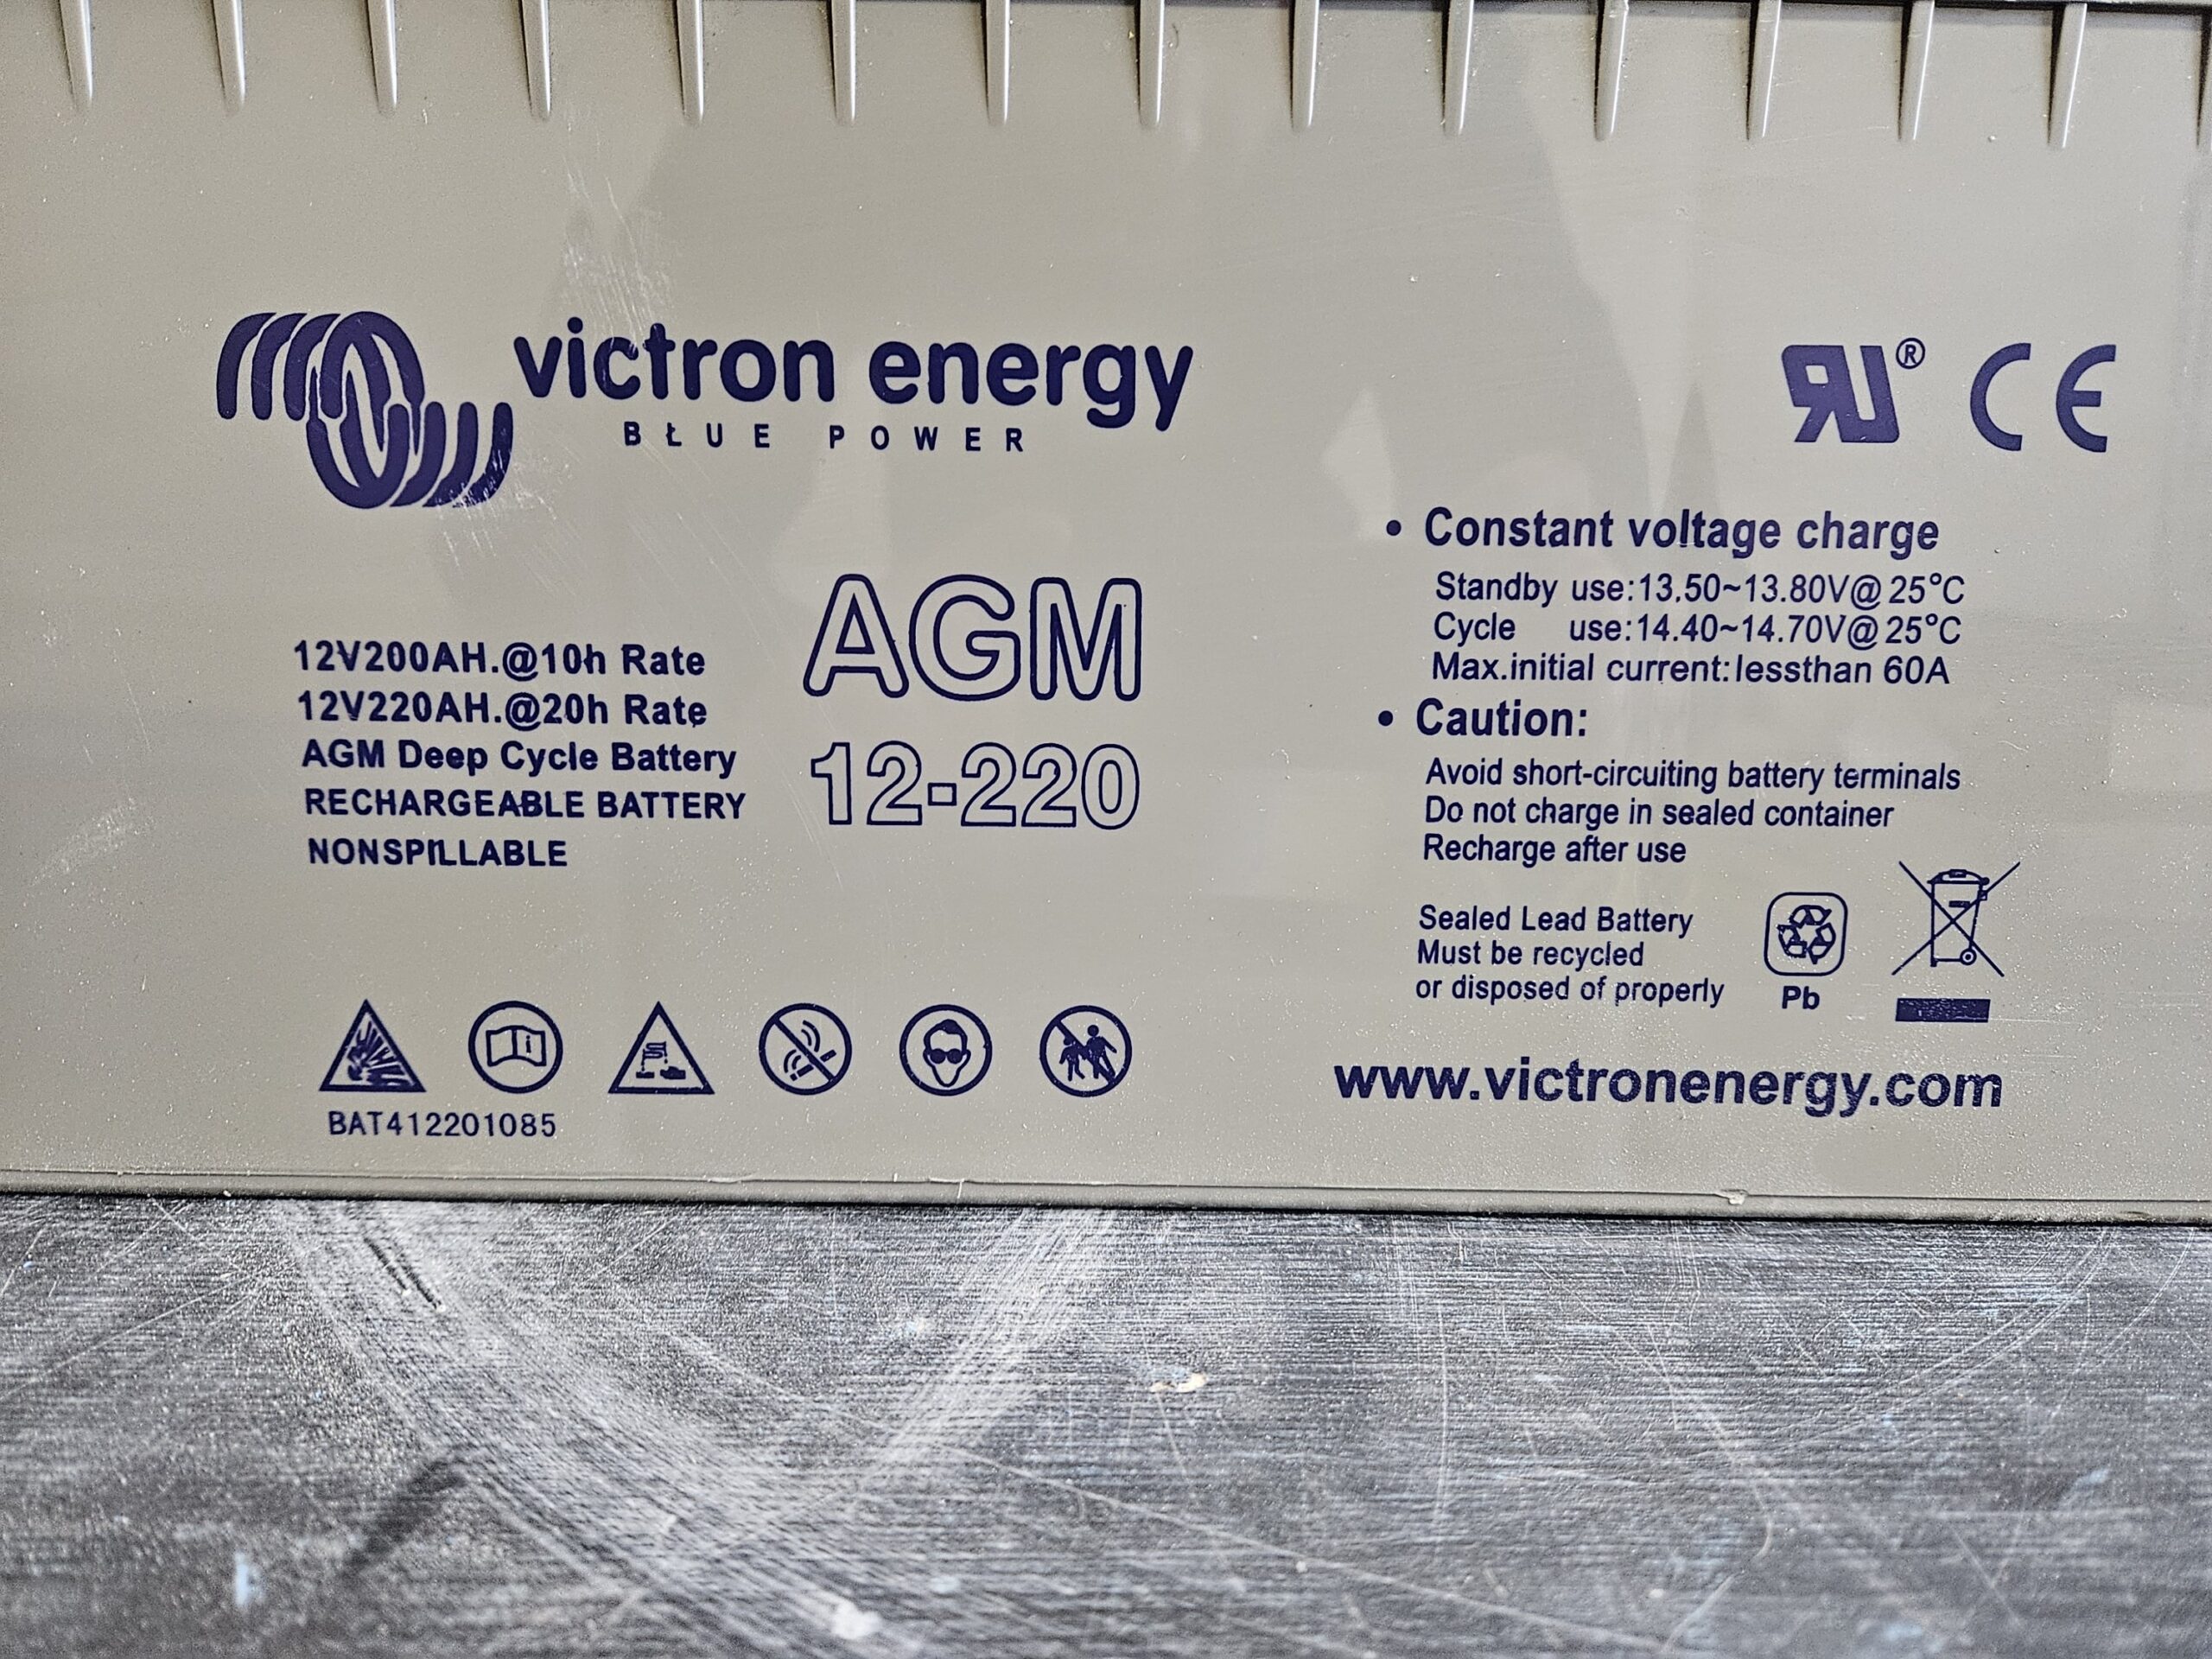 victron energy
BLUE POWER
AGM
12-220
12V200AH.@10h Rate
12V220AH.@20h Rate
AGM Deep Cycle Battery
RECHARGEABLE BATTERY
NONSPILLABLE
BAT412201085
RU® CE
• Constant voltage charge
Standby use:13.50~13.80V@25°C
Cycle use:14.40~14.70V@25°C
Max.initial current:lessthan 60A
• Caution:
Avoid short-circuiting battery terminals
Do not charge in sealed container
Recharge after use
Sealed Lead Battery
Must be recycled
or disposed of properly
Pb
www.victronenergy.com